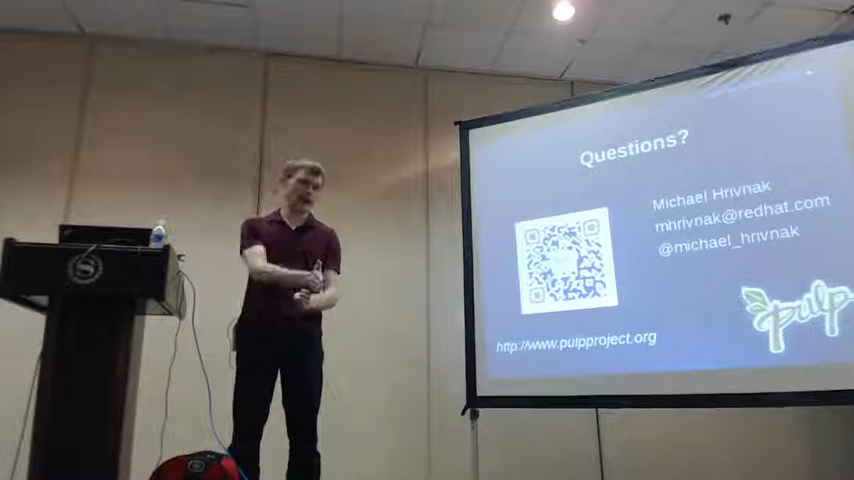 Questions?
Michael Hrivnak
mhrivnak@redhat.com
@michael_hrivnak
http://www.pulpproject.org
pulp
S